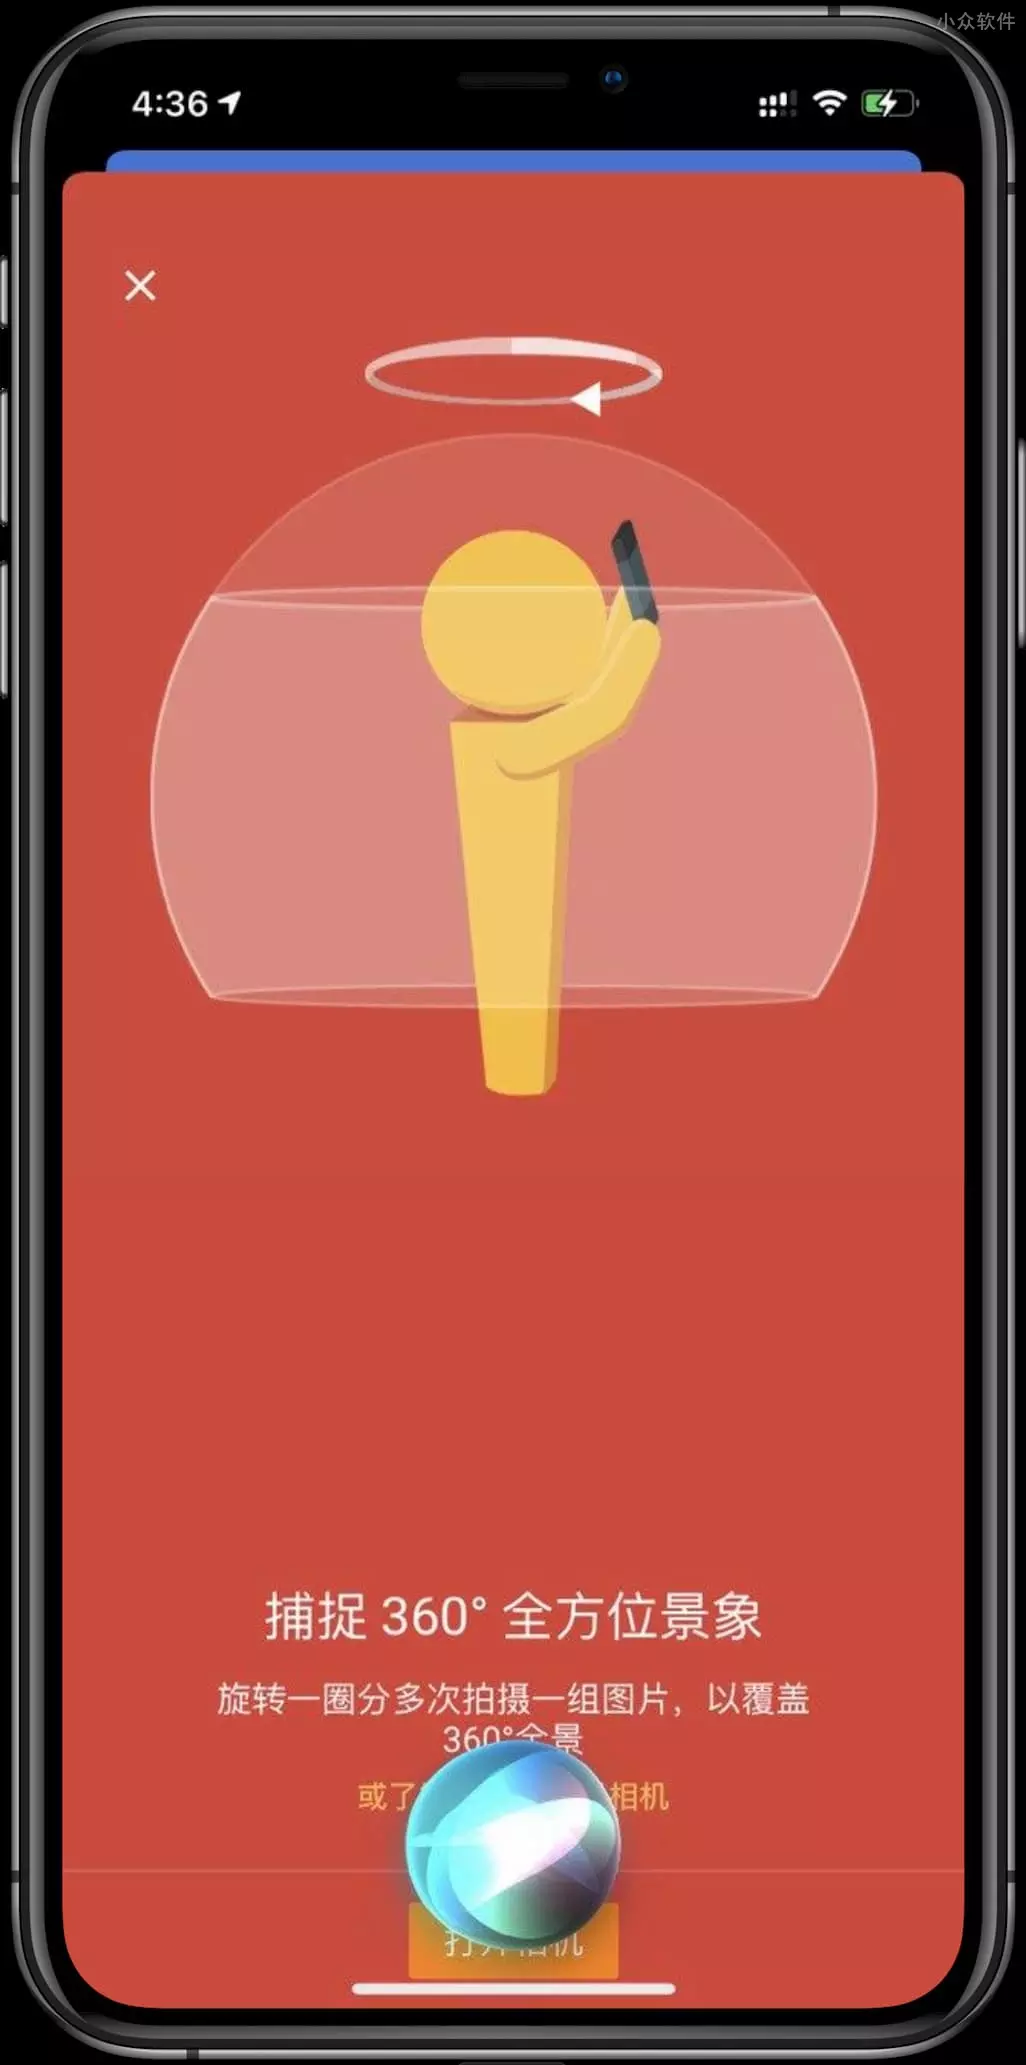 小众软件
4:36
捕捉 360° 全方位景象
旋转一圈分多次拍摄一组图片，以覆盖
360°全景
或了 相机
打开相机